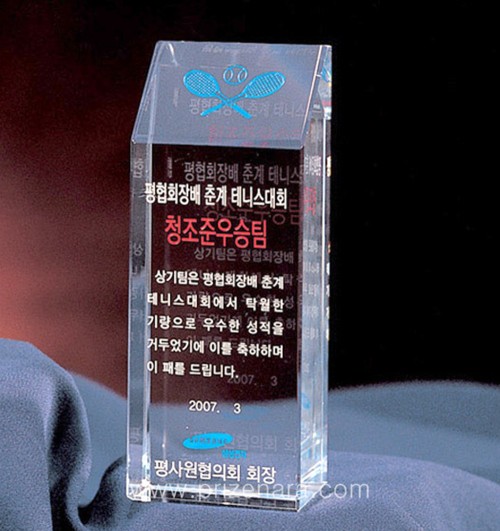 평협회장배 춘계 테니스대회
청조준우승팀
상기팀은 평협회장배 춘계
테니스대회에서 탁월한
기량으로 우수한 성적을
거두었기에 이를 축하하며
이 패를 드립니다.
2007. 3
평사원협의회 회장
www.prizenara.com